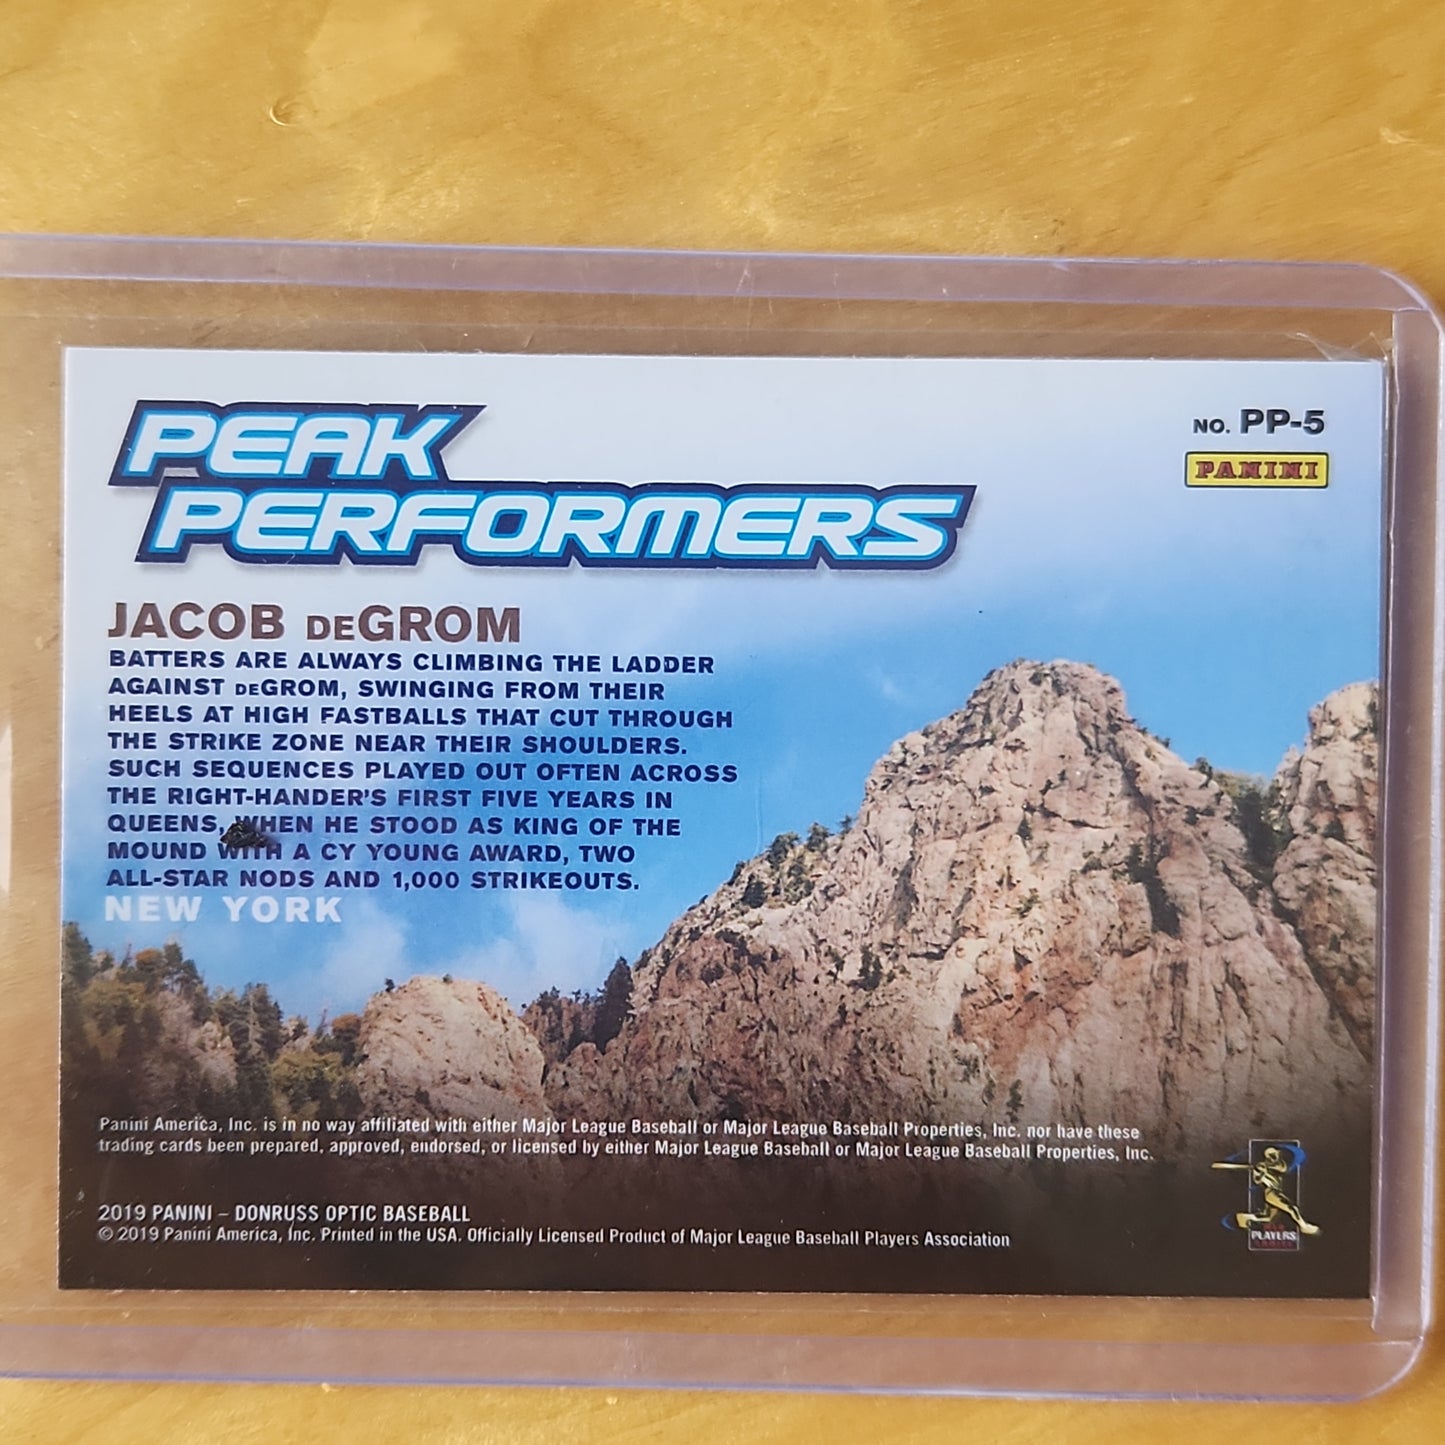 PEAK
PERFORMERS
NO. PP-5
PANINI
JACOB DEGROM
BATTERS ARE ALWAYS CLIMBING THE LADDER
AGAINST DEGROM, SWINGING FROM THEIR
HEELS AT HIGH FASTBALLS THAT CUT THROUGH
THE STRIKE ZONE NEAR THEIR SHOULDERS.
SUCH SEQUENCES PLAYED OUT OFTEN ACROSS
THE RIGHT-HANDER'S FIRST FIVE YEARS IN
QUEENS, WHEN HE STOOD AS KING OF THE
MOUND WITH A CY YOUNG AWARD, TWO
ALL-STAR NODS AND 1,000 STRIKEOUTS.
NEW YORK
Panini America, Inc. is in no way affiliated with either Major League Baseball or Major League Baseball Properties, Inc. nor have these
trading cards been prepared, approved, endorsed, or licensed by either Major League Baseball or Major League Baseball Properties, Inc.
2019 PANINI – DONRUSS OPTIC BASEBALL
© 2019 Panini America, Inc. Printed in the USA. Officially Licensed Product of Major League Baseball Players Association
PLAYERS